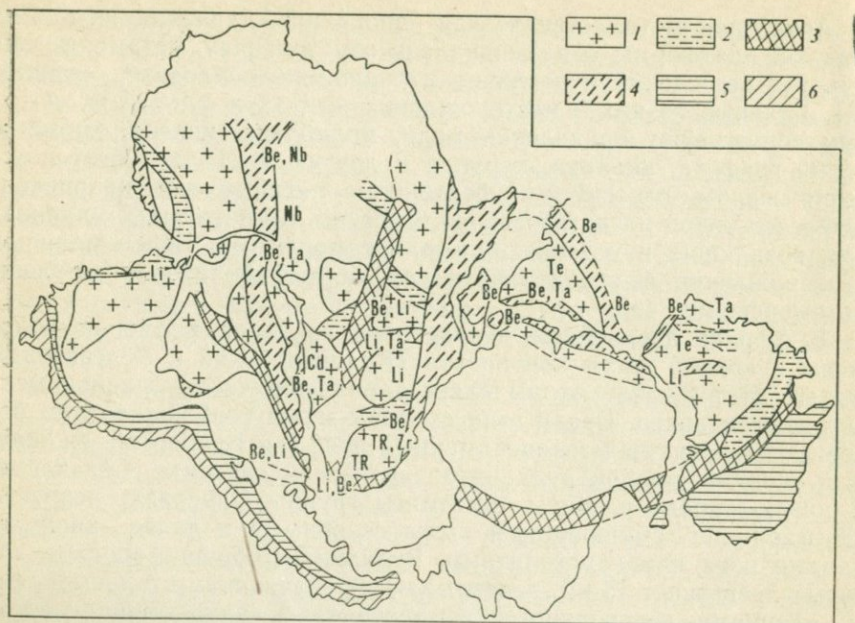 1 2 3
4 5 6
Be, Nb
Nb
Be
Be, Ta
Te
Li
Be, Ta
Be
Be
Be
Ta
Be, Li
Be
Li, Ta
Te
Cd
Li
Li
Be, Ta
Be
TR, Zr
Be, Li
TR
Li, Be